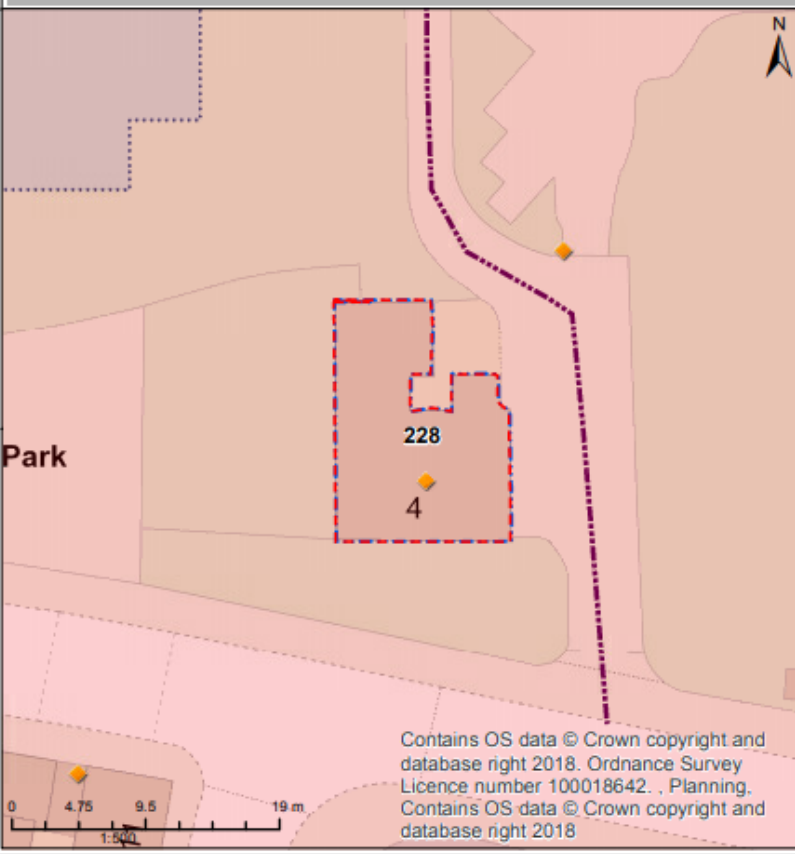 N
228
Park
4
Contains OS data © Crown copyright and
database right 2018. Ordnance Survey
Licence number 100018642. , Planning,
Contains OS data © Crown copyright and
database right 2018
0 4.75 9.5 19 m
1:500